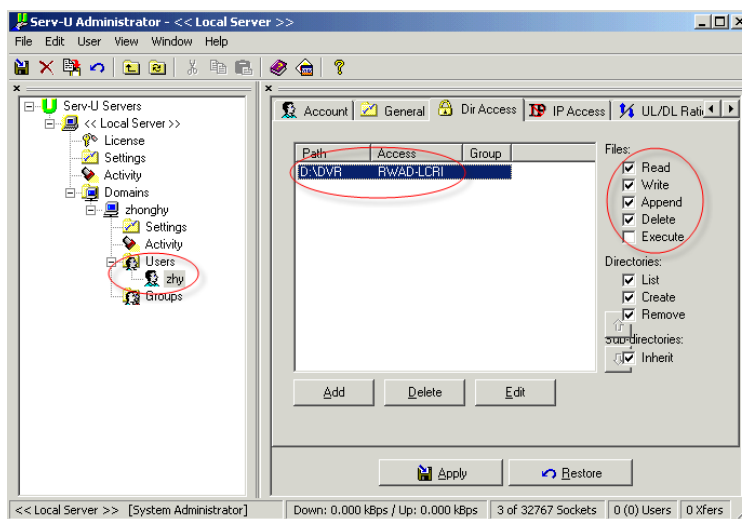 Serv-U Administrator - << Local Server >>
File Edit User View Window Help
Serv-U Servers
<< Local Server >>
License
Settings
Activity
Domains
zhonghy
Settings
Activity
Users
zhy
Groups
Account General Dir Access IP Access UL/DL Rati
Path Access Group
D:\DVR RWAD-LCRI
Files:
Read
Write
Append
Delete
Execute
Directories:
List
Create
Remove
Sub-directories:
Inherit
Add Delete Edit
Apply Restore
<< Local Server >> [System Administrator] Down: 0.000 kBps / Up: 0.000 kBps 3 of 32767 Sockets 0 (0) Users 0 Xfers